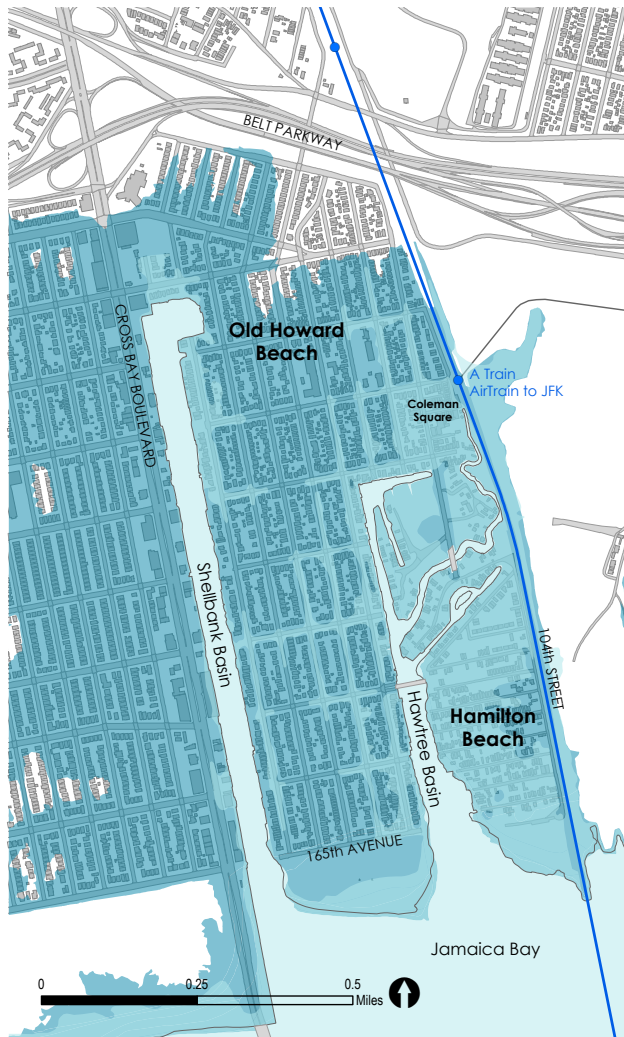 BELT PARKWAY
CROSS BAY BOULEVARD
Old Howard
Beach
A Train
AirTrain to JFK
Coleman
Square
Shellbank Basin
104th STREET
Hawtree Basin
Hamilton
Beach
165th AVENUE
Jamaica Bay
0 0.25 0.5
Miles